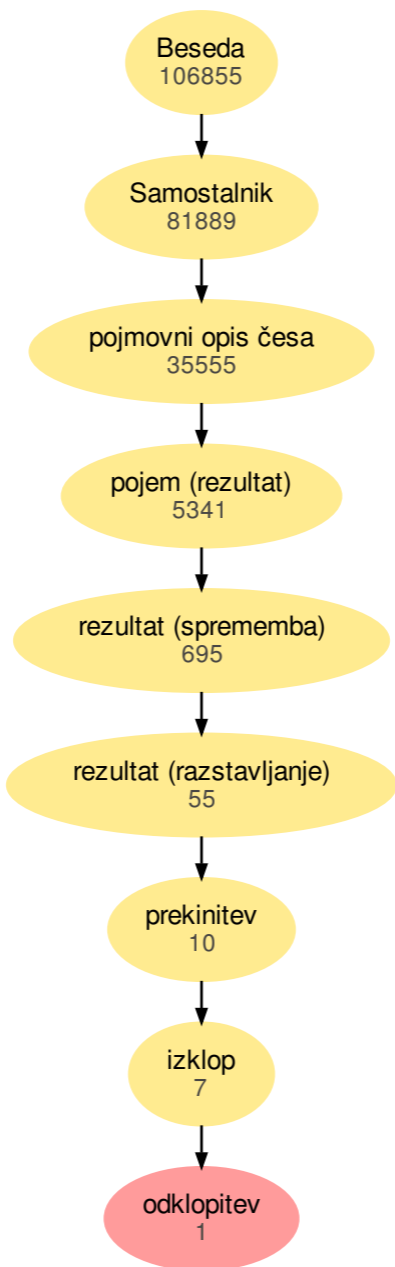 Beseda
106855
Samostalnik
81889
pojmovni opis česa
35555
pojem (rezultat)
5341
rezultat (sprememba)
695
rezultat (razstavljanje)
55
prekinitev
10
izklop
7
odklopitev
1